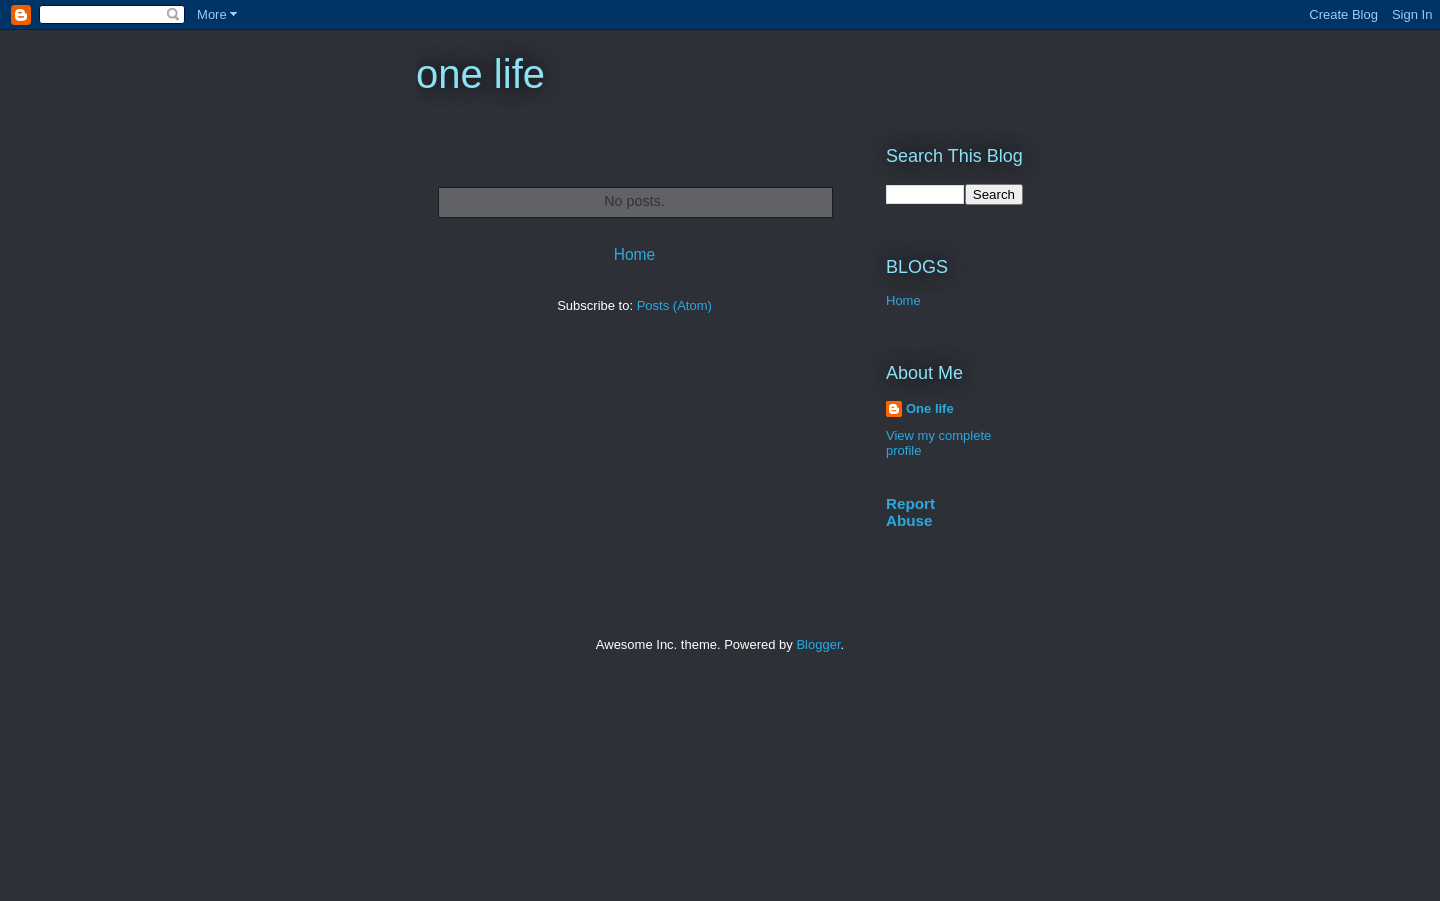 More
Create Blog
Sign In
one life
No posts.
Home
Subscribe to: Posts (Atom)
Search This Blog
Search
BLOGS
Home
About Me
One life
View my complete
profile
Report
Abuse
Awesome Inc. theme. Powered by Blogger.